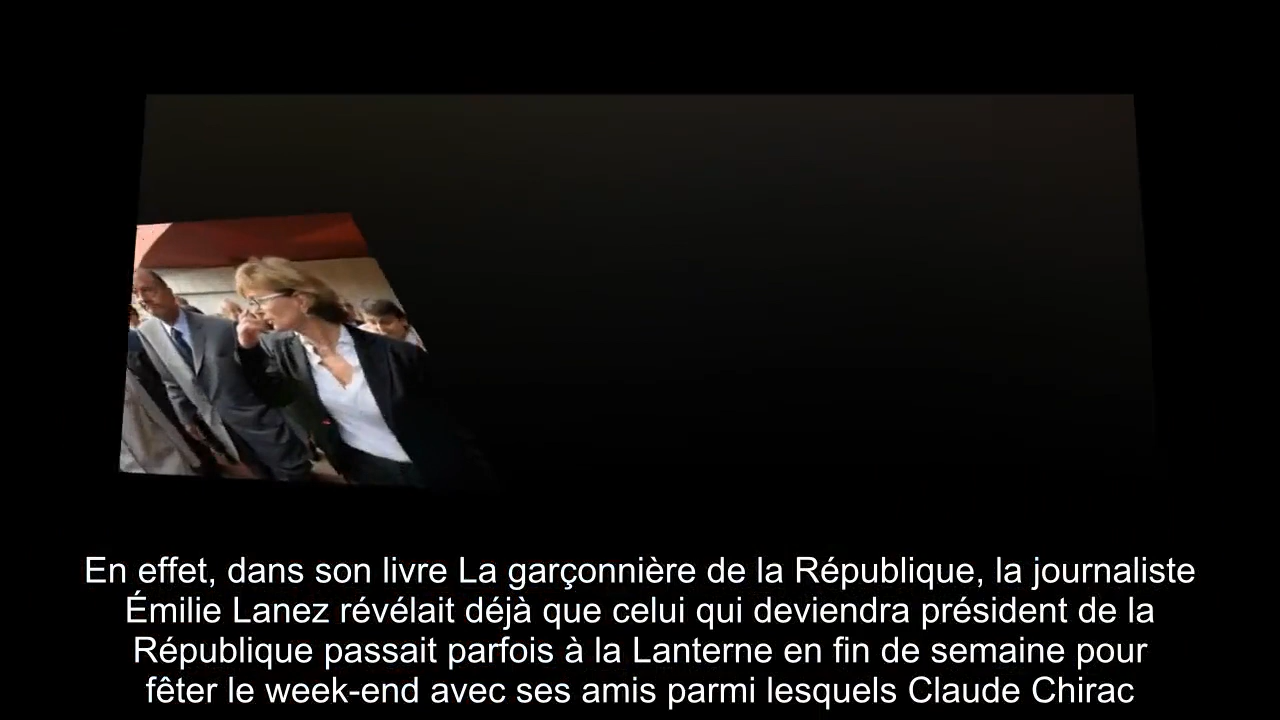 En effet, dans son livre La garçonnière de la République, la journaliste
Émilie Lanez révélait déjà que celui qui deviendra président de la
République passait parfois à la Lanterne en fin de semaine pour
fêter le week-end avec ses amis parmi lesquels Claude Chirac